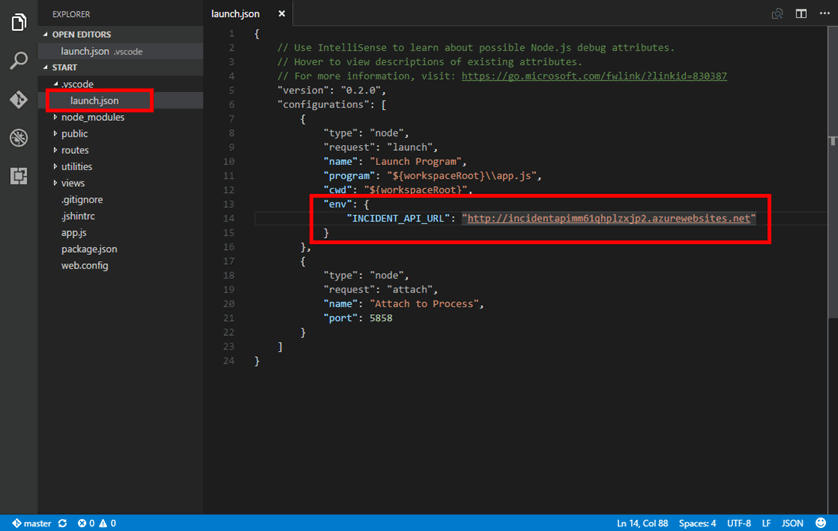 EXPLORER
OPEN EDITORS
launch.json .vscode
START
.vscode
launch.json
node_modules
public
routes
utilities
views
.gitignore
.jshintrc
app.js
package.json
web.config
launch.json
1 {
2 // Use IntelliSense to learn about possible Node.js debug attributes.
3 // Hover to view descriptions of existing attributes.
4 // For more information, visit: https://go.microsoft.com/fwlink/?linkid=830387
5 "version": "0.2.0",
6 "configurations": [
7 {
8 "type": "node",
9 "request": "launch",
10 "name": "Launch Program",
11 "program": "${workspaceRoot}\\app.js",
12 "cwd": "${workspaceRoot}",
13 "env": {
14 "INCIDENT_API_URL": "http://incidentapimm61qhplzxjp2.azurewebsites.net"
15 }
16 },
17 {
18 "type": "node",
19 "request": "attach",
20 "name": "Attach to Process",
21 "port": 5858
22 }
23 ]
24 }
master 0 0 Ln 14, Col 88 Spaces: 4 UTF-8 LF JSON